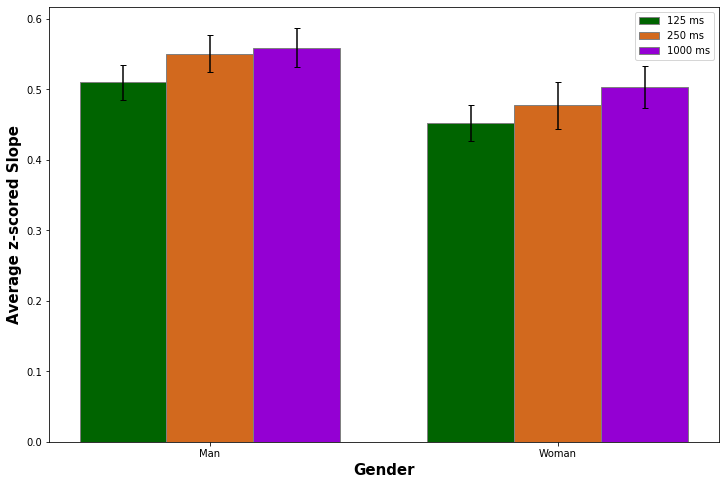 125 ms
250 ms
1000 ms
0.6
0.5
0.4
0.3
0.2
0.1
0.0
Average z-scored Slope
Man
Woman
Gender